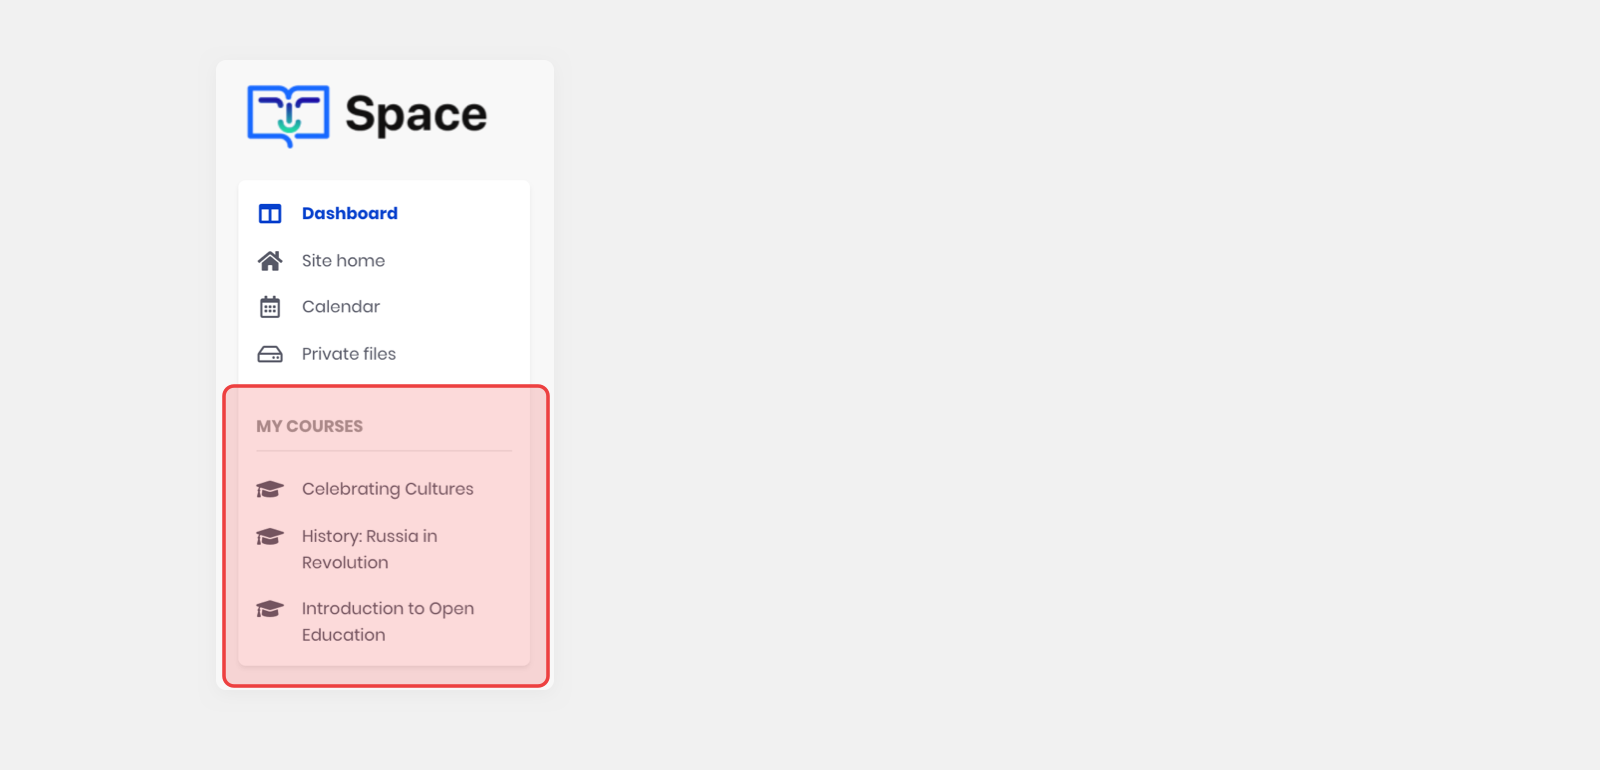 Space
Dashboard
Site home
Calendar
Private files
MY COURSES
Celebrating Cultures
History: Russia in
Revolution
Introduction to Open
Education